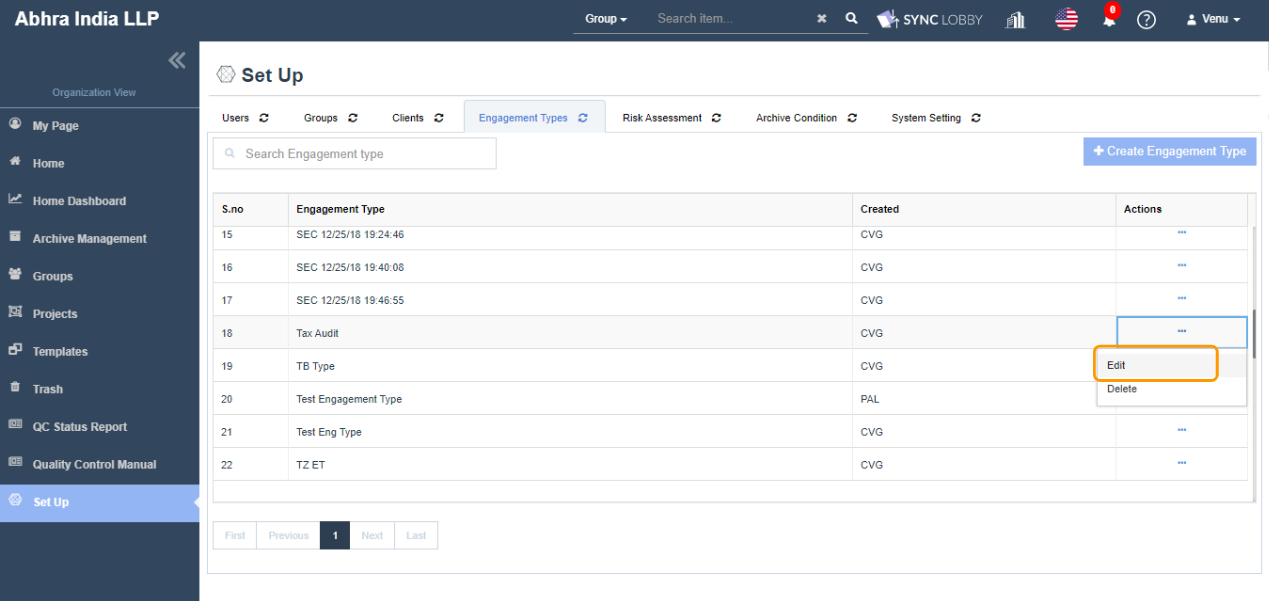 Abhra India LLP
Group
Search item...
SYNC LOBBY
0
Venu
Organization View
My Page
Home
Home Dashboard
Archive Management
Groups
Projects
Templates
Trash
QC Status Report
Quality Control Manual
Set Up
Set Up
Users Groups Clients Engagement Types Risk Assessment Archive Condition System Setting
Search Engagement type
Create Engagement Type
S.no Engagement Type Created Actions
15 SEC 12/25/18 19:24:46 CVG
16 SEC 12/25/18 19:40:08 CVG
17 SEC 12/25/18 19:46:55 CVG
18 Tax Audit CVG
19 TB Type CVG
20 Test Engagement Type PAL
21 Test Eng Type CVG
22 TZ ET CVG
Edit
Delete
First Previous 1 Next Last